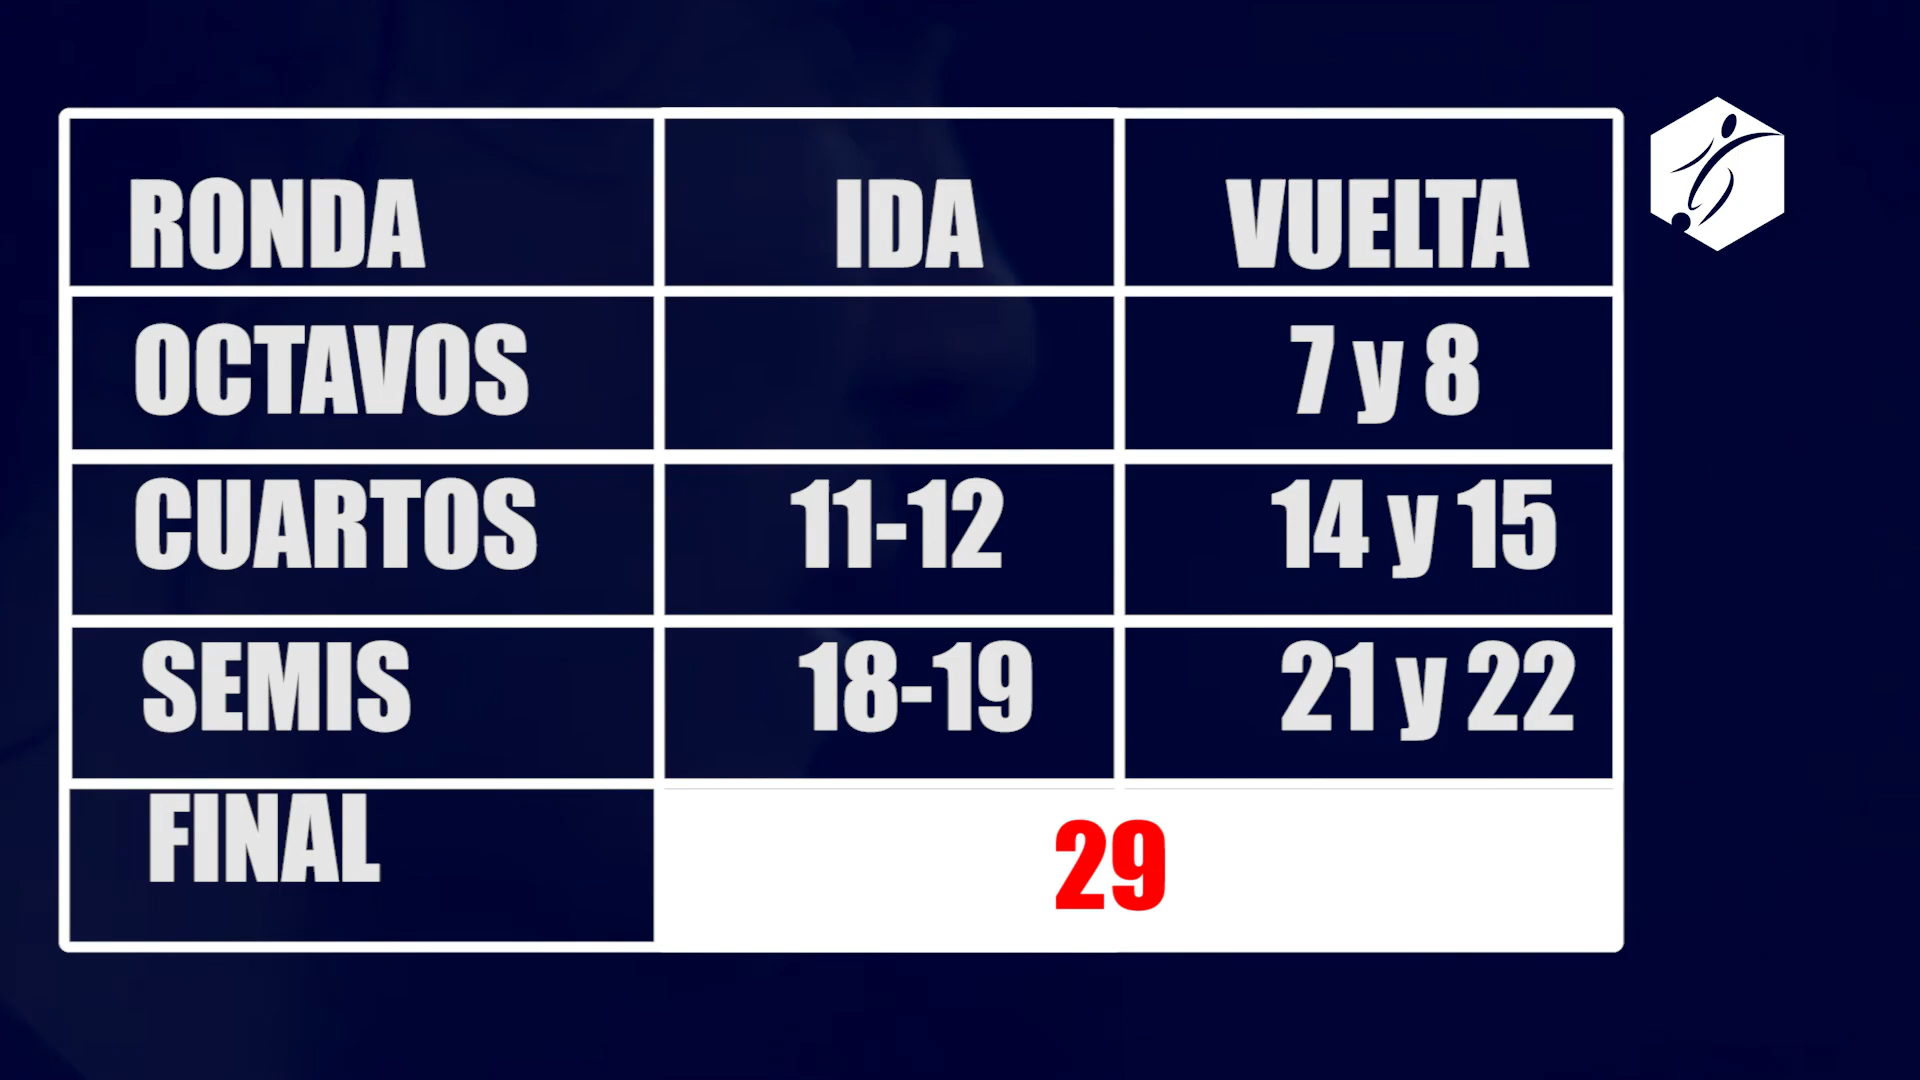 RONDA IDA VUELTA
OCTAVOS 7 y 8
CUARTOS 11-12 14 y 15
SEMIS 18-19 21 y 22
FINAL 29